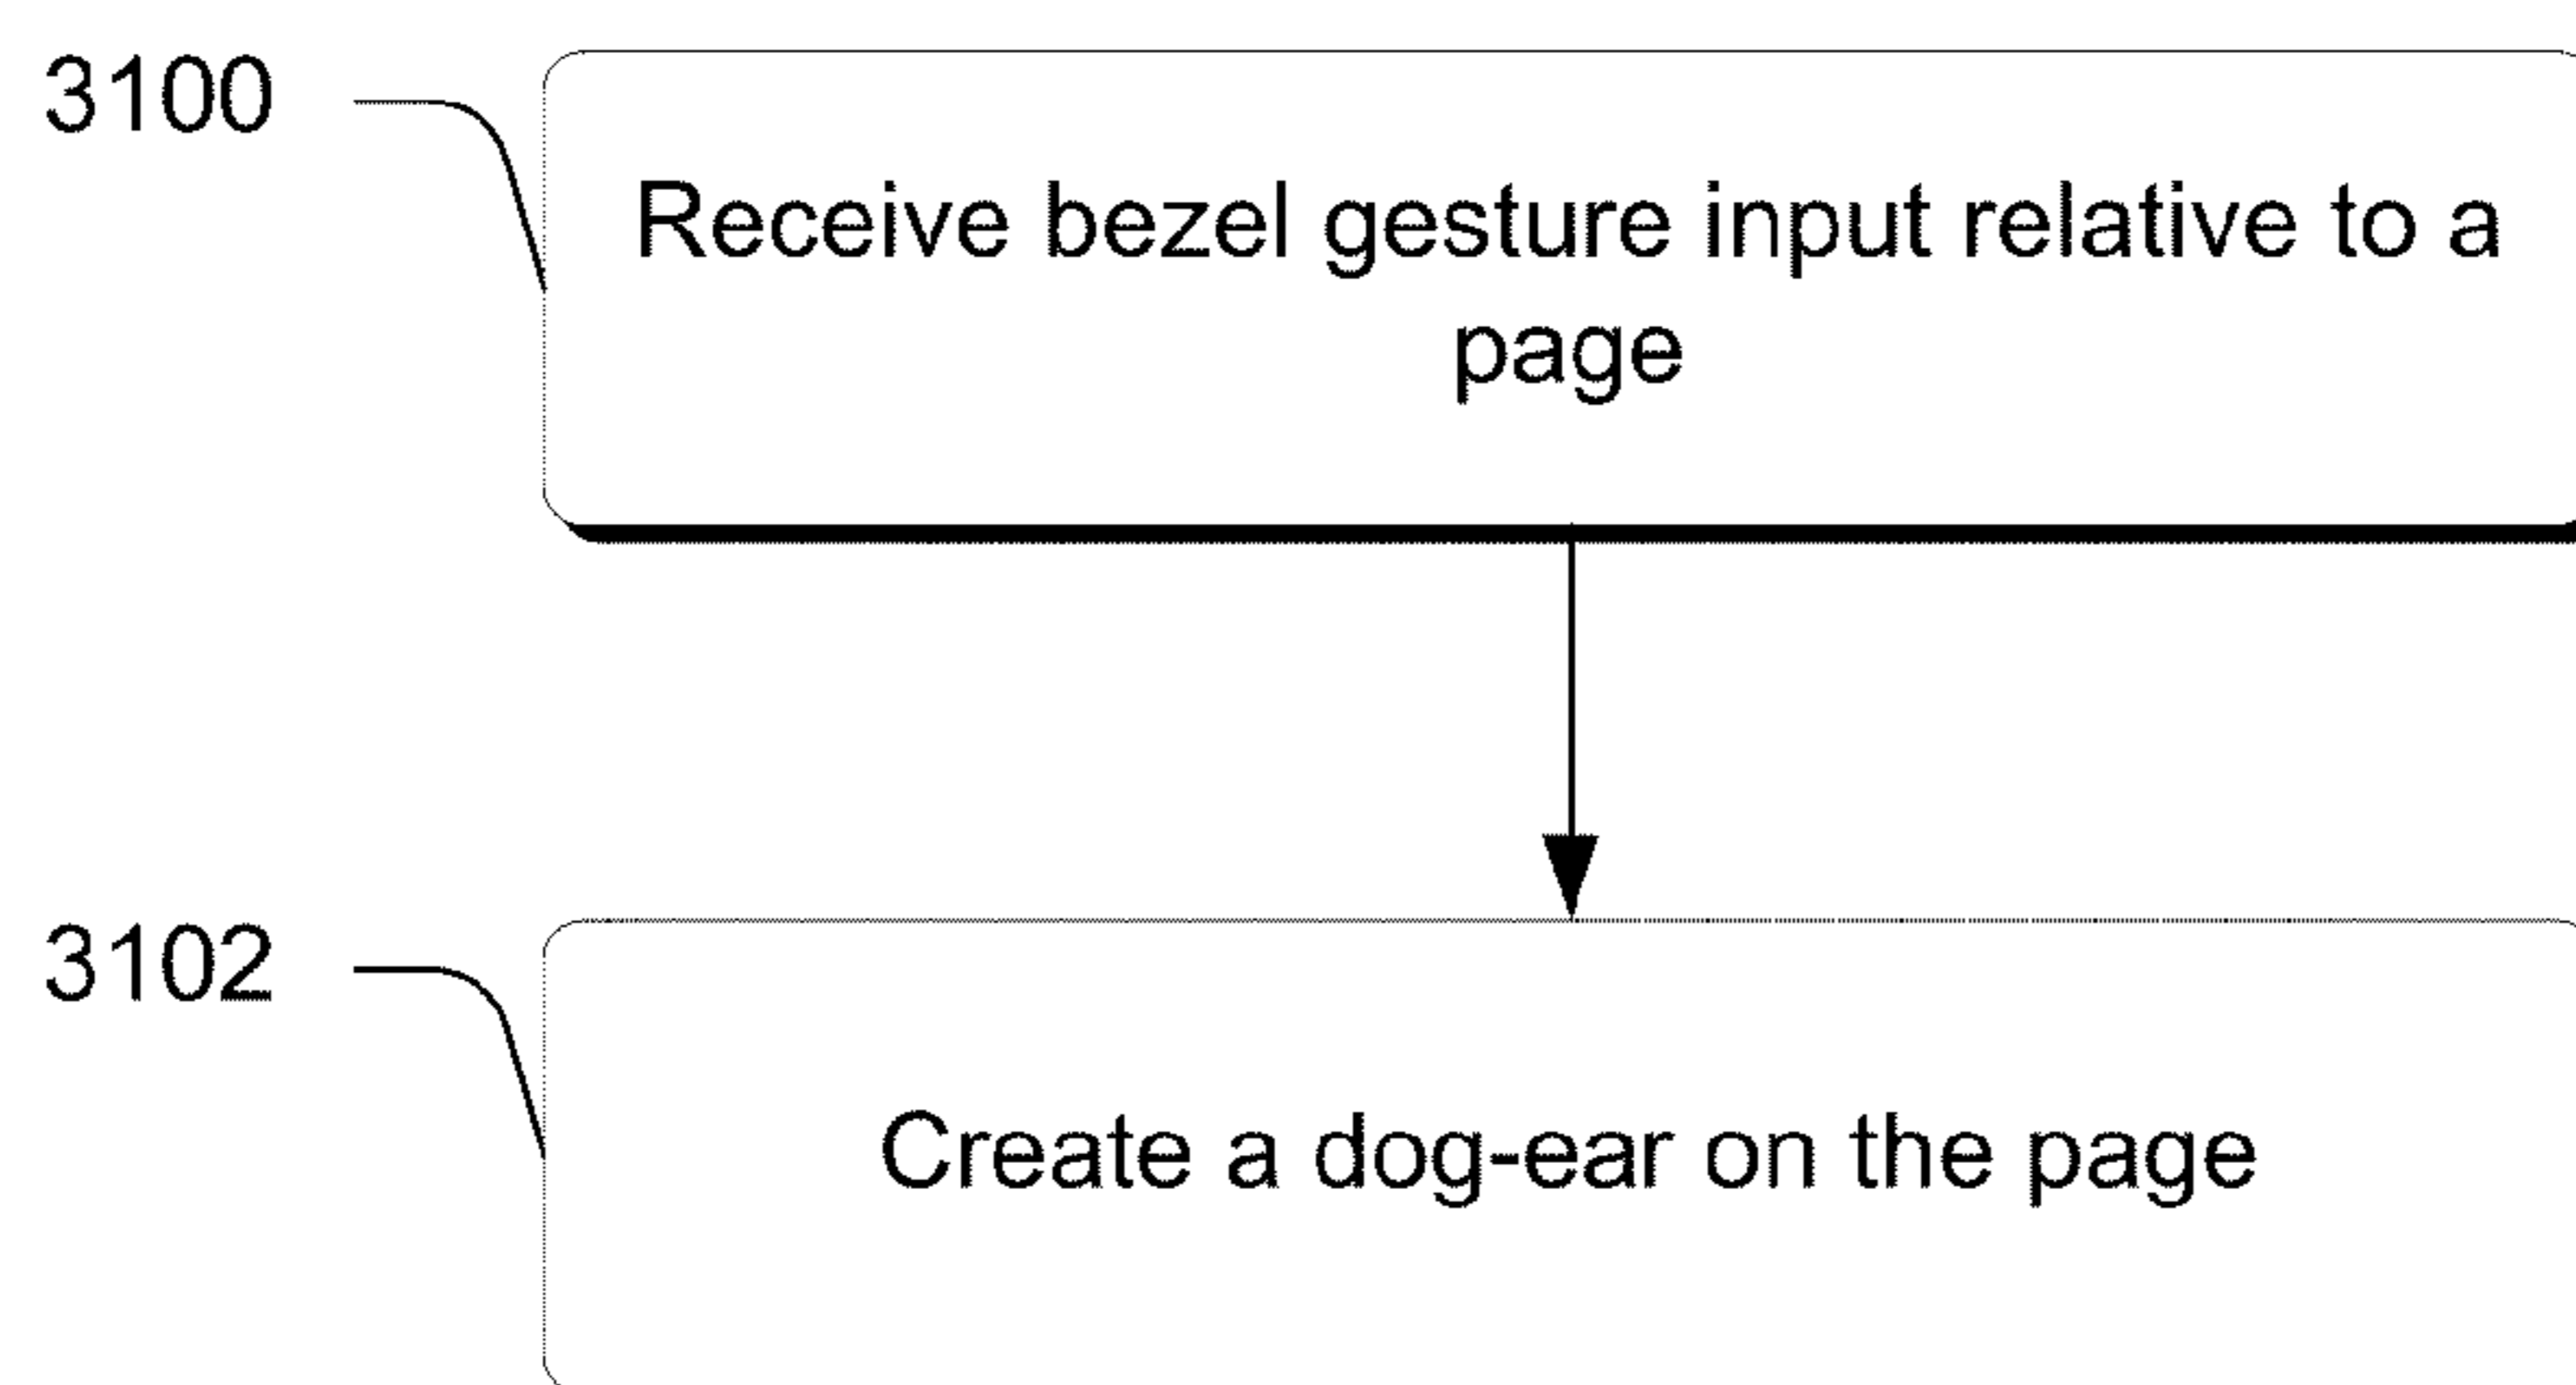 3100
Receive bezel gesture input relative to a
page
3102
Create a dog-ear on the page